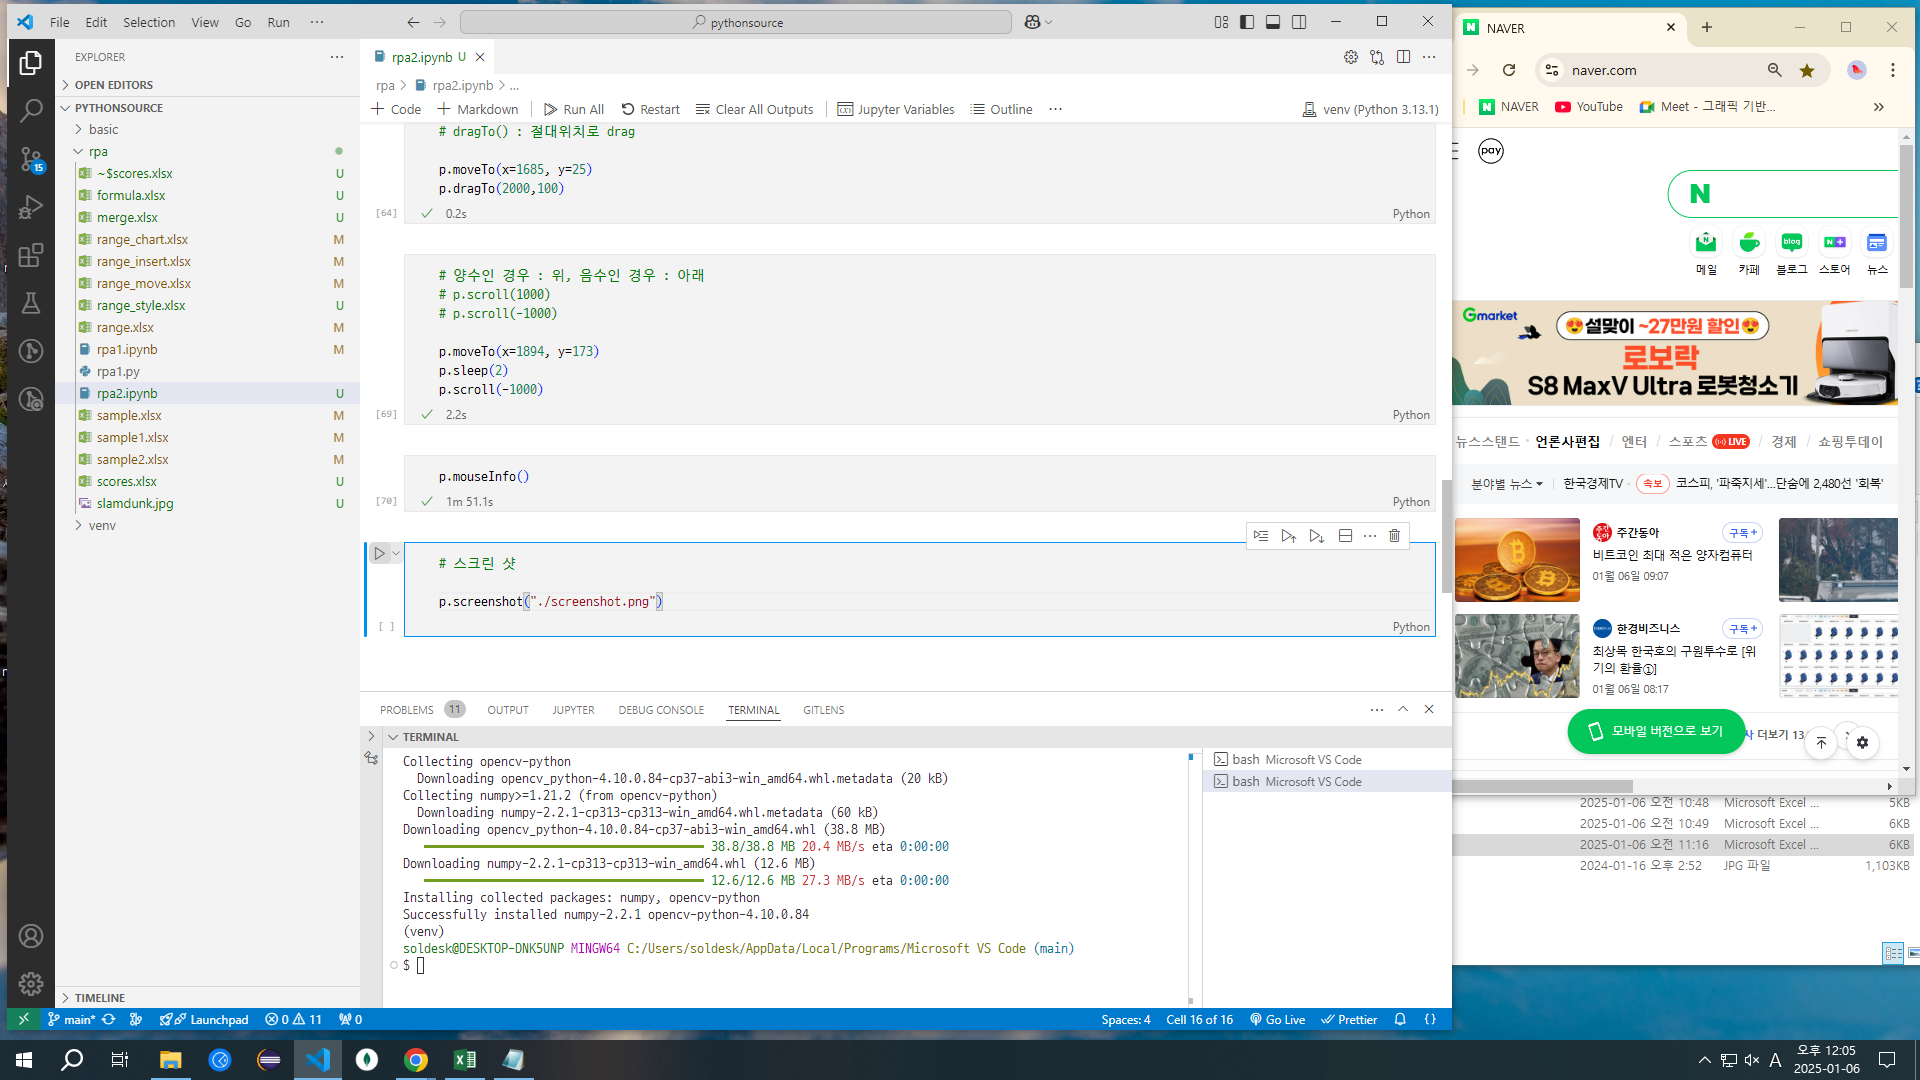 File Edit Selection View Go Run ···
pythonsource
EXPLORER
OPEN EDITORS
PYTHONSOURCE
basic
rpa
~$scores.xlsx U
formula.xlsx U
merge.xlsx U
range_chart.xlsx M
range_insert.xlsx M
range_move.xlsx M
range_style.xlsx U
range.xlsx M
rpa1.ipynb M
rpa1.py
rpa2.ipynb U
sample.xlsx M
sample1.xlsx M
sample2.xlsx M
scores.xlsx U
slamdunk.jpg U
venv
TIMELINE
15
rpa2.ipynb U
rpa > rpa2.ipynb > ...
+ Code + Markdown Run All Restart Clear All Outputs Jupyter Variables Outline ··· venv (Python 3.13.1)
# dragTo() : 절대위치로 drag
p.moveTo(x=1685, y=25)
p.dragTo(2000,100)
[64] 0.2s Python
# 양수인 경우 : 위, 음수인 경우 : 아래
# p.scroll(1000)
# p.scroll(-1000)
p.moveTo(x=1894, y=173)
p.sleep(2)
p.scroll(-1000)
[69] 2.2s Python
p.mouseInfo()
[70] 1m 51.1s Python
# 스크린 샷
p.screenshot("./screenshot.png")
[ ] Python
PROBLEMS 11 OUTPUT JUPYTER DEBUG CONSOLE TERMINAL GITLENS
TERMINAL
Collecting opencv-python
Downloading opencv_python-4.10.0.84-cp37-abi3-win_amd64.whl.metadata (20 kB)
Collecting numpy>=1.21.2 (from opencv-python)
Downloading numpy-2.2.1-cp313-cp313-win_amd64.whl.metadata (60 kB)
Downloading opencv_python-4.10.0.84-cp37-abi3-win_amd64.whl (38.8 MB)
38.8/38.8 MB 20.4 MB/s eta 0:00:00
Downloading numpy-2.2.1-cp313-cp313-win_amd64.whl (12.6 MB)
12.6/12.6 MB 27.3 MB/s eta 0:00:00
Installing collected packages: numpy, opencv-python
Successfully installed numpy-2.2.1 opencv-python-4.10.0.84
(venv)
soldesk@DESKTOP-DNK5UNP MINGW64 C:/Users/soldesk/AppData/Local/Programs/Microsoft VS Code (main)
$
bash Microsoft VS Code
bash Microsoft VS Code
main* Launchpad 0 11 0
Spaces: 4 Cell 16 of 16 Go Live Prettier
NAVER
naver.com
NAVER YouTube Meet - 그래픽 기반...
pay
N
메일 카페 블로그 스토어 뉴스
blog
Gmarket
설맞이 ~27만원 할인
로보락
S8 MaxV Ultra 로봇청소기
뉴스스탠드 · 언론사편집 / 엔터 / 스포츠 LIVE / 경제 / 쇼핑투데이
분야별 뉴스 한국경제TV · 속보 코스피, '파죽지세'...단숨에 2,480선 '회복'
주간동아 구독+
비트코인 최대 적은 양자컴퓨터
01월 06일 09:07
한경비즈니스 구독+
최상목 한국호의 구원투수로 [위
기의 환율①]
01월 06일 08:17
모바일 버전으로 보기
더보기 13
2025-01-06 오전 10:48 Microsoft Excel ... 5KB
2025-01-06 오전 10:49 Microsoft Excel ... 6KB
2025-01-06 오전 11:16 Microsoft Excel ... 6KB
2024-01-16 오후 2:52 JPG 파일 1,103KB
A
오후 12:05
2025-01-06